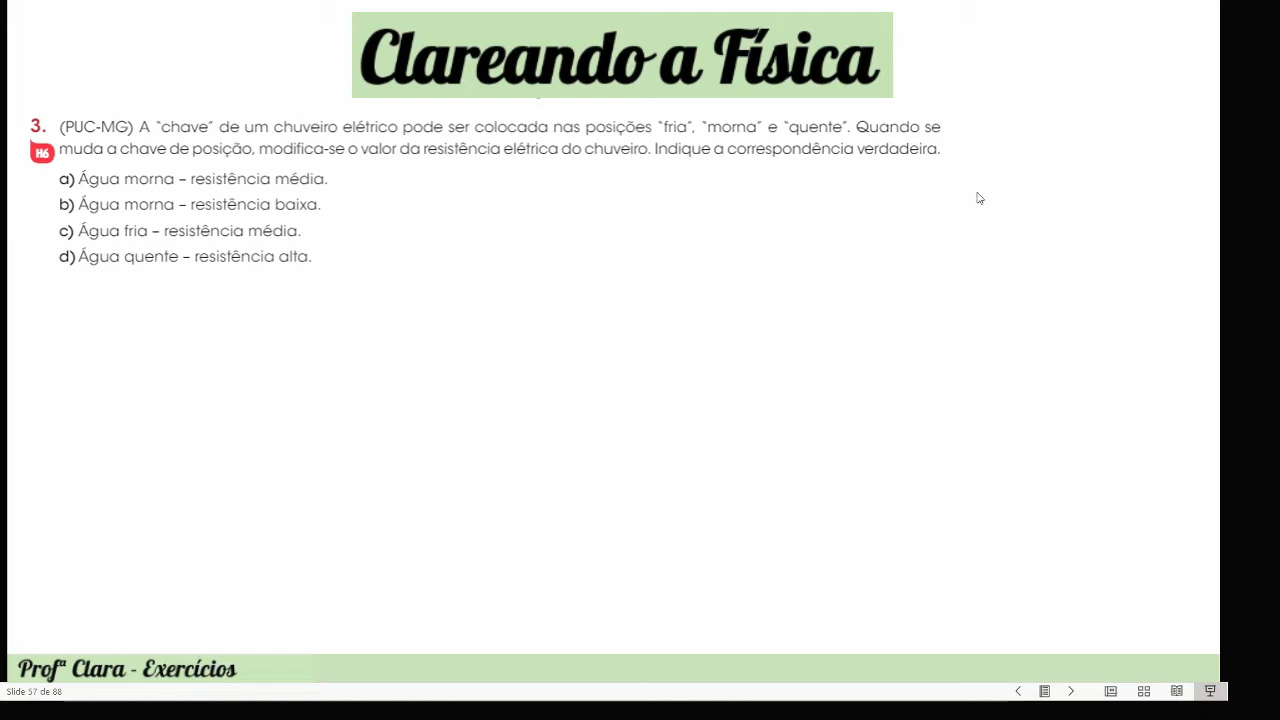 Clareando a Física
3. (PUC-MG) A “chave” de um chuveiro elétrico pode ser colocada nas posições “fria”, “morna” e “quente”. Quando se
H6 muda a chave de posição, modifica-se o valor da resistência elétrica do chuveiro. Indique a correspondência verdadeira.
a) Água morna – resistência média.
b) Água morna – resistência baixa.
c) Água fria – resistência média.
d) Água quente – resistência alta.
Profª Clara - Exercícios
Slide 57 de 88